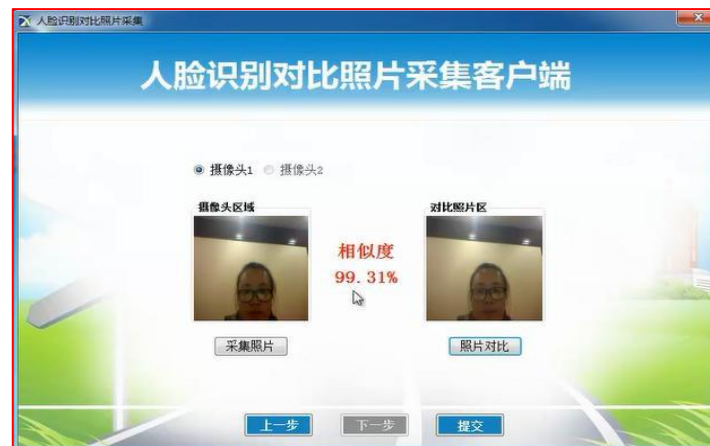 人脸识别对比照片采集
人脸识别对比照片采集客户端
摄像头1 摄像头2
摄像头区域 对比照片区
相似度
99.31%
采集照片 照片对比
上一步 下一步 提交